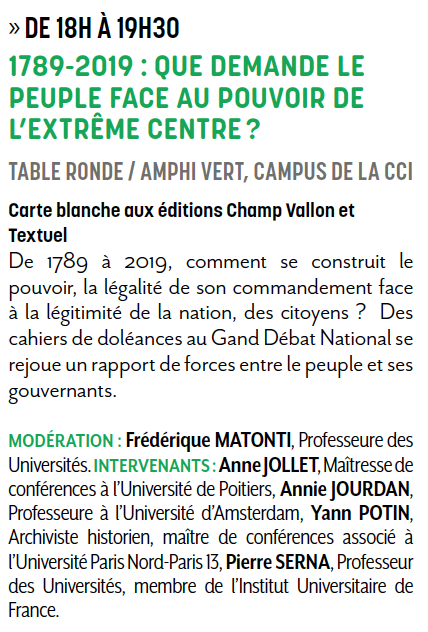 » DE 18H À 19H30
1789-2019 : QUE DEMANDE LE
PEUPLE FACE AU POUVOIR DE
L'EXTRÊME CENTRE ?
TABLE RONDE / AMPHI VERT, CAMPUS DE LA CCI
Carte blanche aux éditions Champ Vallon et
Textuel
De 1789 à 2019, comment se construit le
pouvoir, la légalité de son commandement face
à la légitimité de la nation, des citoyens ? Des
cahiers de doléances au Gand Débat National se
rejoue un rapport de forces entre le peuple et ses
gouvernants.
MODÉRATION : Frédérique MATONTI, Professeure des
Universités. INTERVENANTS : Anne JOLLET, Maîtresse de
conférences à l'Université de Poitiers, Annie JOURDAN,
Professeure à l'Université d'Amsterdam, Yann POTIN,
Archiviste historien, maître de conférences associé à
l'Université Paris Nord-Paris 13, Pierre SERNA, Professeur
des Universités, membre de l'Institut Universitaire de
France.